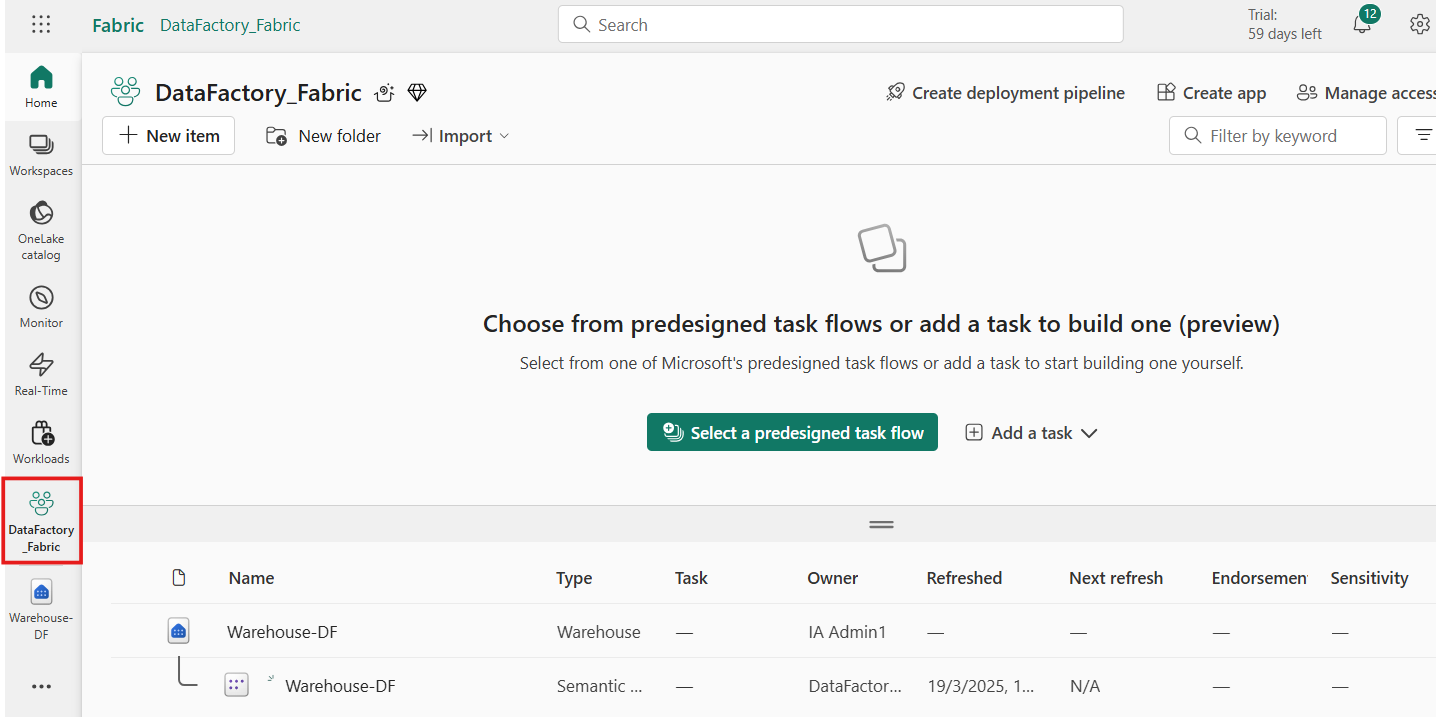 Fabric DataFactory_Fabric
Search
Trial:
59 days left
12
Home
Workspaces
OneLake
catalog
Monitor
Real-Time
Workloads
DataFactory
_Fabric
Warehouse-
DF
DataFactory_Fabric
Create deployment pipeline
Create app
Manage access
New item
New folder
Import
Filter by keyword
Choose from predesigned task flows or add a task to build one (preview)
Select from one of Microsoft's predesigned task flows or add a task to start building one yourself.
Select a predesigned task flow
Add a task
Name Type Task Owner Refreshed Next refresh Endorsemen Sensitivity
Warehouse-DF Warehouse — IA Admin1 — — — —
Warehouse-DF Semantic ... — DataFactor... 19/3/2025, 1... N/A — —